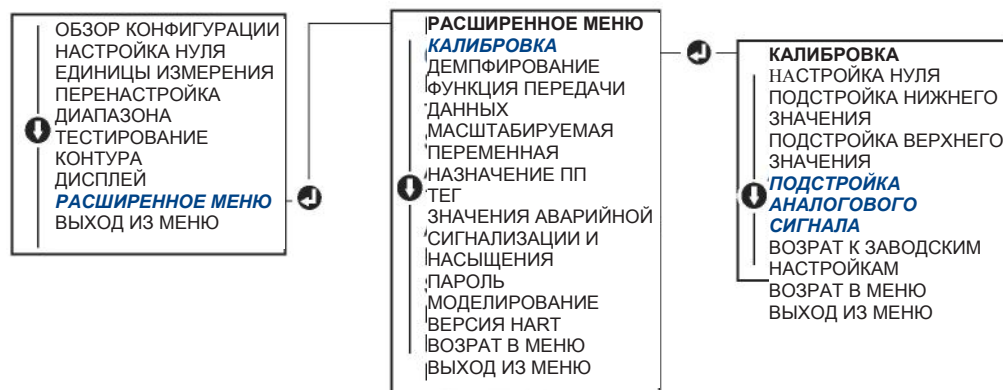 ОБЗОР КОНФИГУРАЦИИ
НАСТРОЙКА НУЛЯ
ЕДИНИЦЫ ИЗМЕРЕНИЯ
ПЕРЕНАСТРОЙКА
ДИАПАЗОНА
ТЕСТИРОВАНИЕ
КОНТУРА
ДИСПЛЕЙ
РАСШИРЕННОЕ МЕНЮ
ВЫХОД ИЗ МЕНЮ
РАСШИРЕННОЕ МЕНЮ
КАЛИБРОВКА
ДЕМПФИРОВАНИЕ
ФУНКЦИЯ ПЕРЕДАЧИ
ДАННЫХ
МАСШТАБИРУЕМАЯ
ПЕРЕМЕННАЯ
НАЗНАЧЕНИЕ ПП
ТЕГ
ЗНАЧЕНИЯ АВАРИЙНОЙ
СИГНАЛИЗАЦИИ И
НАСЫЩЕНИЯ
ПАРОЛЬ
МОДЕЛИРОВАНИЕ
ВЕРСИЯ HART
ВОЗРАТ В МЕНЮ
ВЫХОД ИЗ МЕНЮ
КАЛИБРОВКА
НАСТРОЙКА НУЛЯ
ПОДСТРОЙКА НИЖНЕГО
ЗНАЧЕНИЯ
ПОДСТРОЙКА ВЕРХНЕГО
ЗНАЧЕНИЯ
ПОДСТРОЙКА
АНАЛОГОВОГО
СИГНАЛА
ВОЗРАТ К ЗАВОДСКИМ
НАСТРОЙКАМ
ВОЗРАТ В МЕНЮ
ВЫХОД ИЗ МЕНЮ